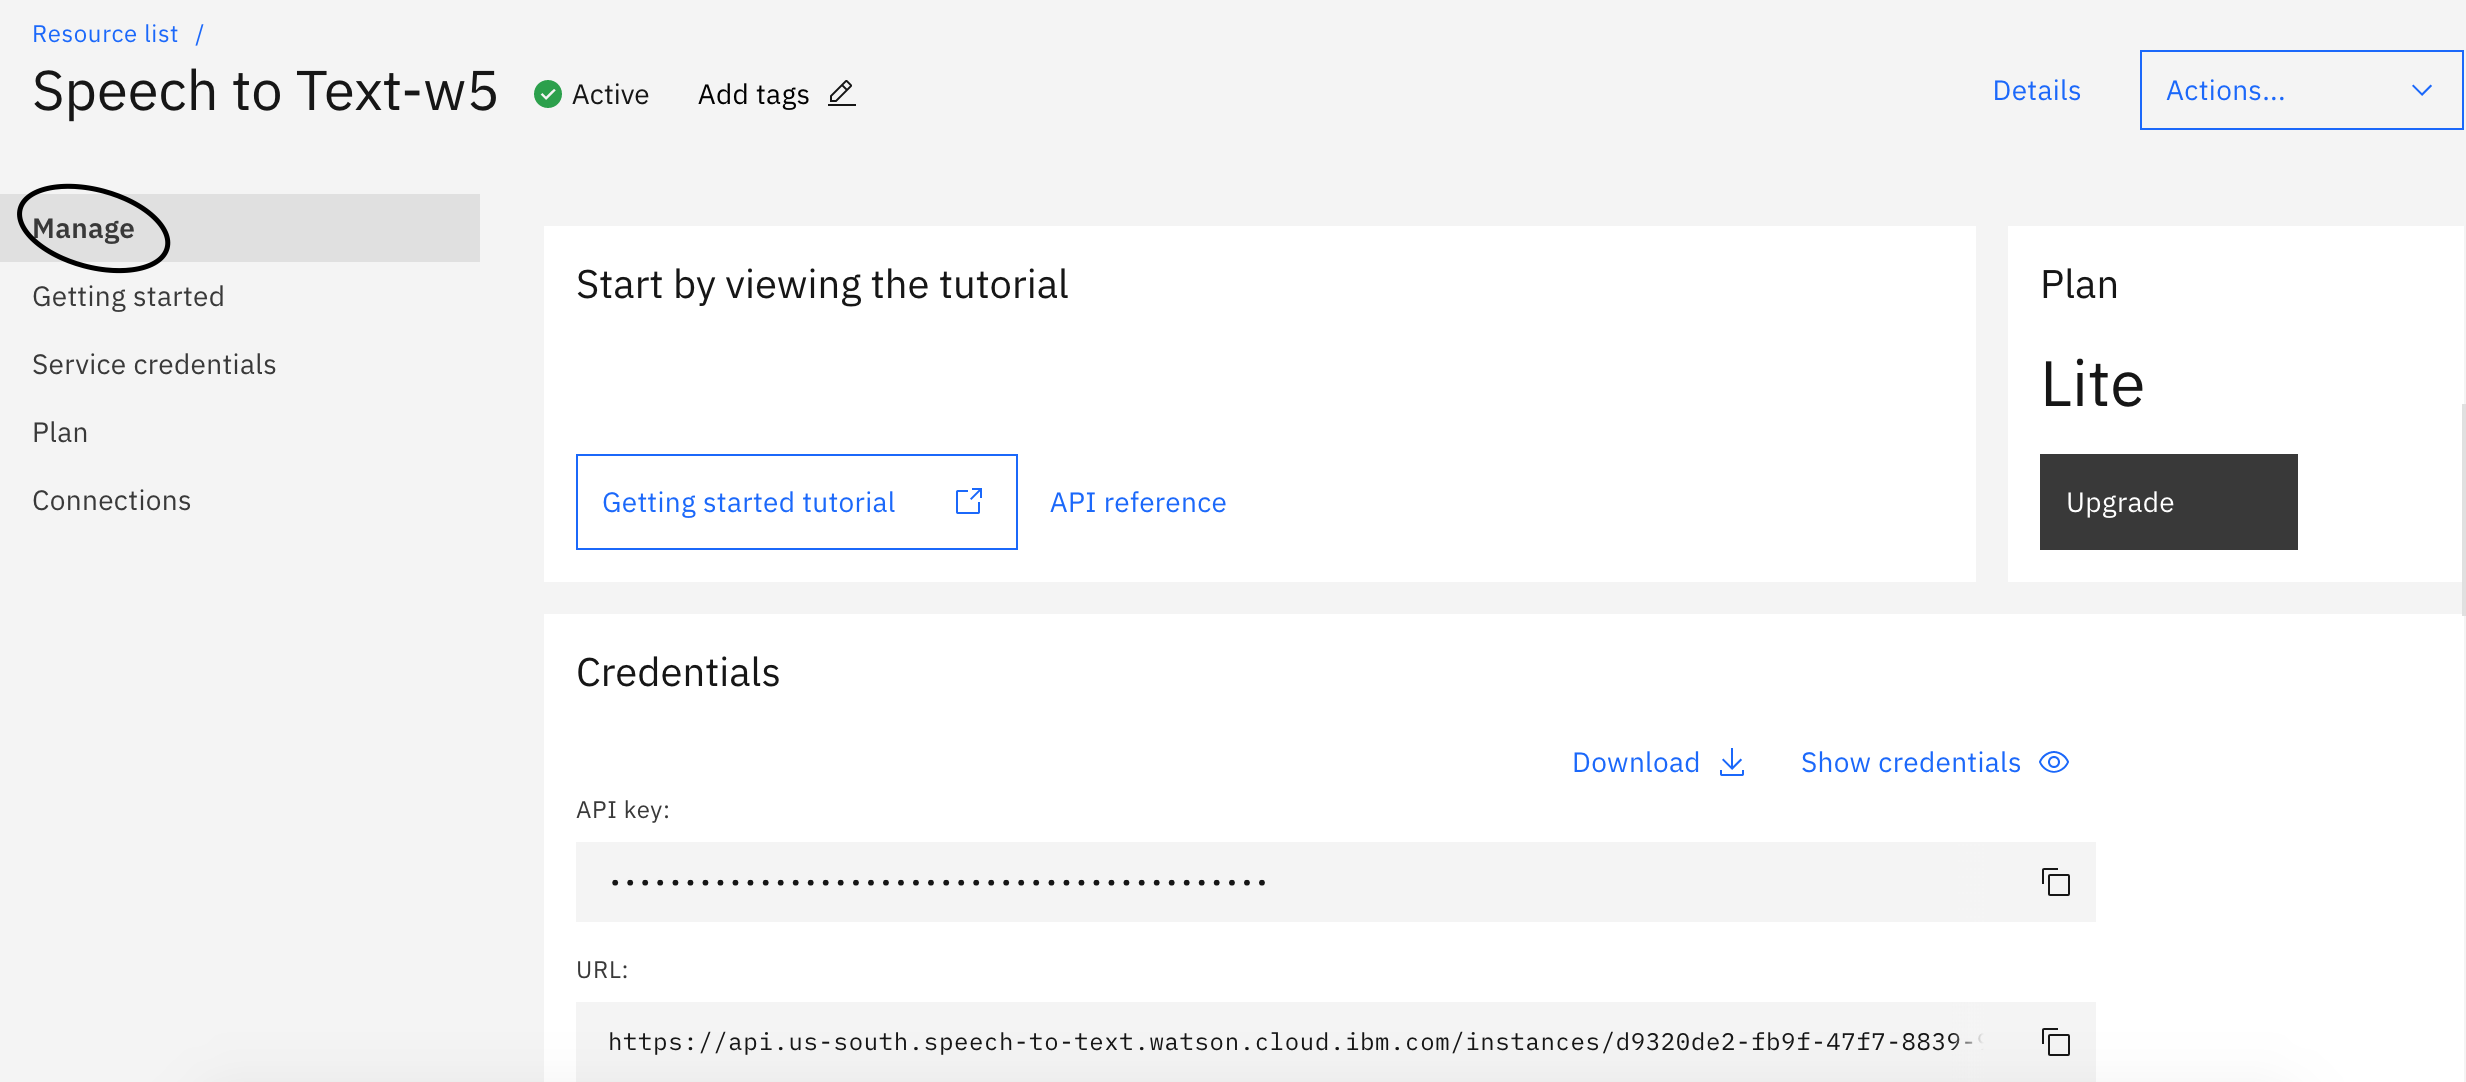 Resource list /
Speech to Text-w5
Active
Add tags
Details
Actions...
Manage
Getting started
Service credentials
Plan
Connections
Start by viewing the tutorial
Getting started tutorial
API reference
Plan
Lite
Upgrade
Credentials
Download
Show credentials
API key:
URL:
https://api.us-south.speech-to-text.watson.cloud.ibm.com/instances/d9320de2-fb9f-47f7-8839-